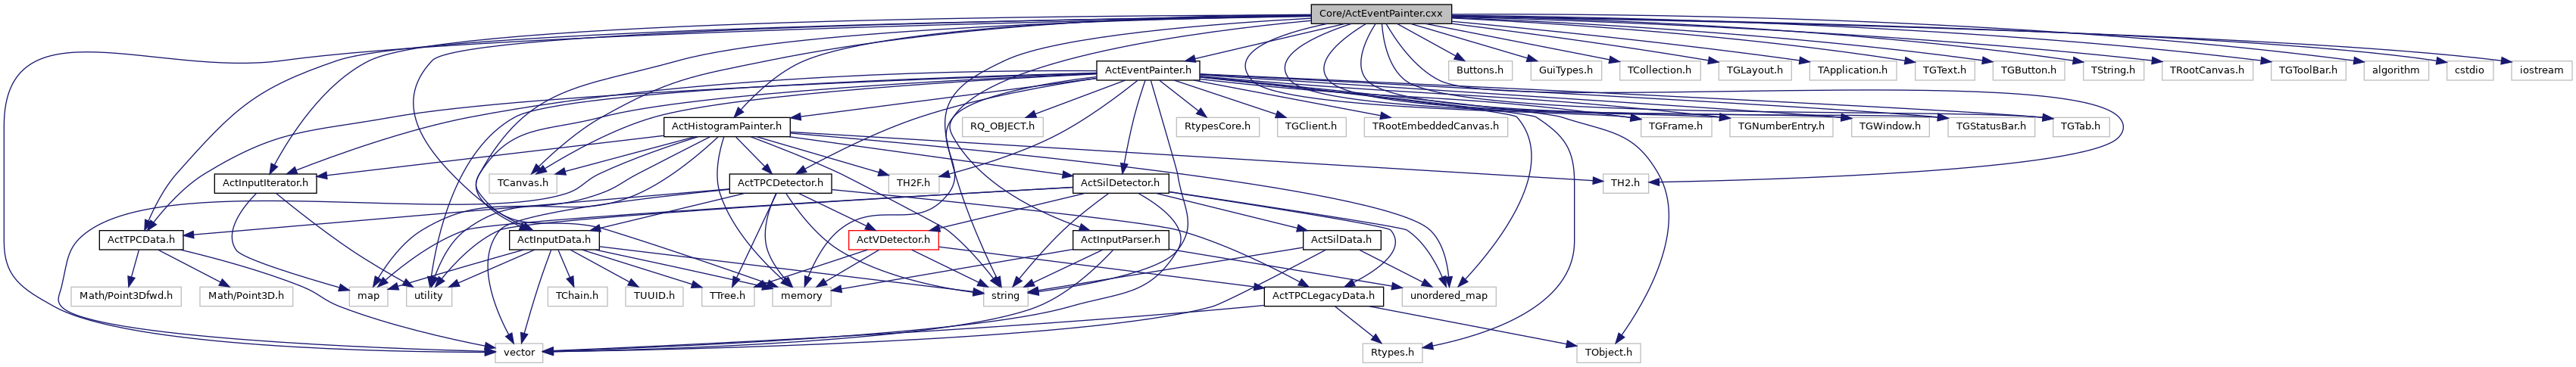 Core/ActEventPainter.cxx
ActEventPainter.h
Buttons.h
GuiTypes.h
TCollection.h
TGLayout.h
TApplication.h
TGText.h
TGButton.h
TString.h
TRootCanvas.h
TGToolBar.h
algorithm
cstdio
iostream
ActHistogramPainter.h
RQ_OBJECT.h
RtypesCore.h
TGClient.h
TRootEmbeddedCanvas.h
TGFrame.h
TGNumberEntry.h
TGWindow.h
TGStatusBar.h
TGTab.h
ActInputIterator.h
TCanvas.h
ActTPCDetector.h
TH2F.h
ActSilDetector.h
TH2.h
ActTPCData.h
ActInputData.h
ActVDetector.h
ActInputParser.h
ActSilData.h
Math/Point3Dfwd.h
Math/Point3D.h
map
utility
TChain.h
TUUID.h
TTree.h
memory
string
ActTPCLegacyData.h
unordered_map
vector
Rtypes.h
TObject.h